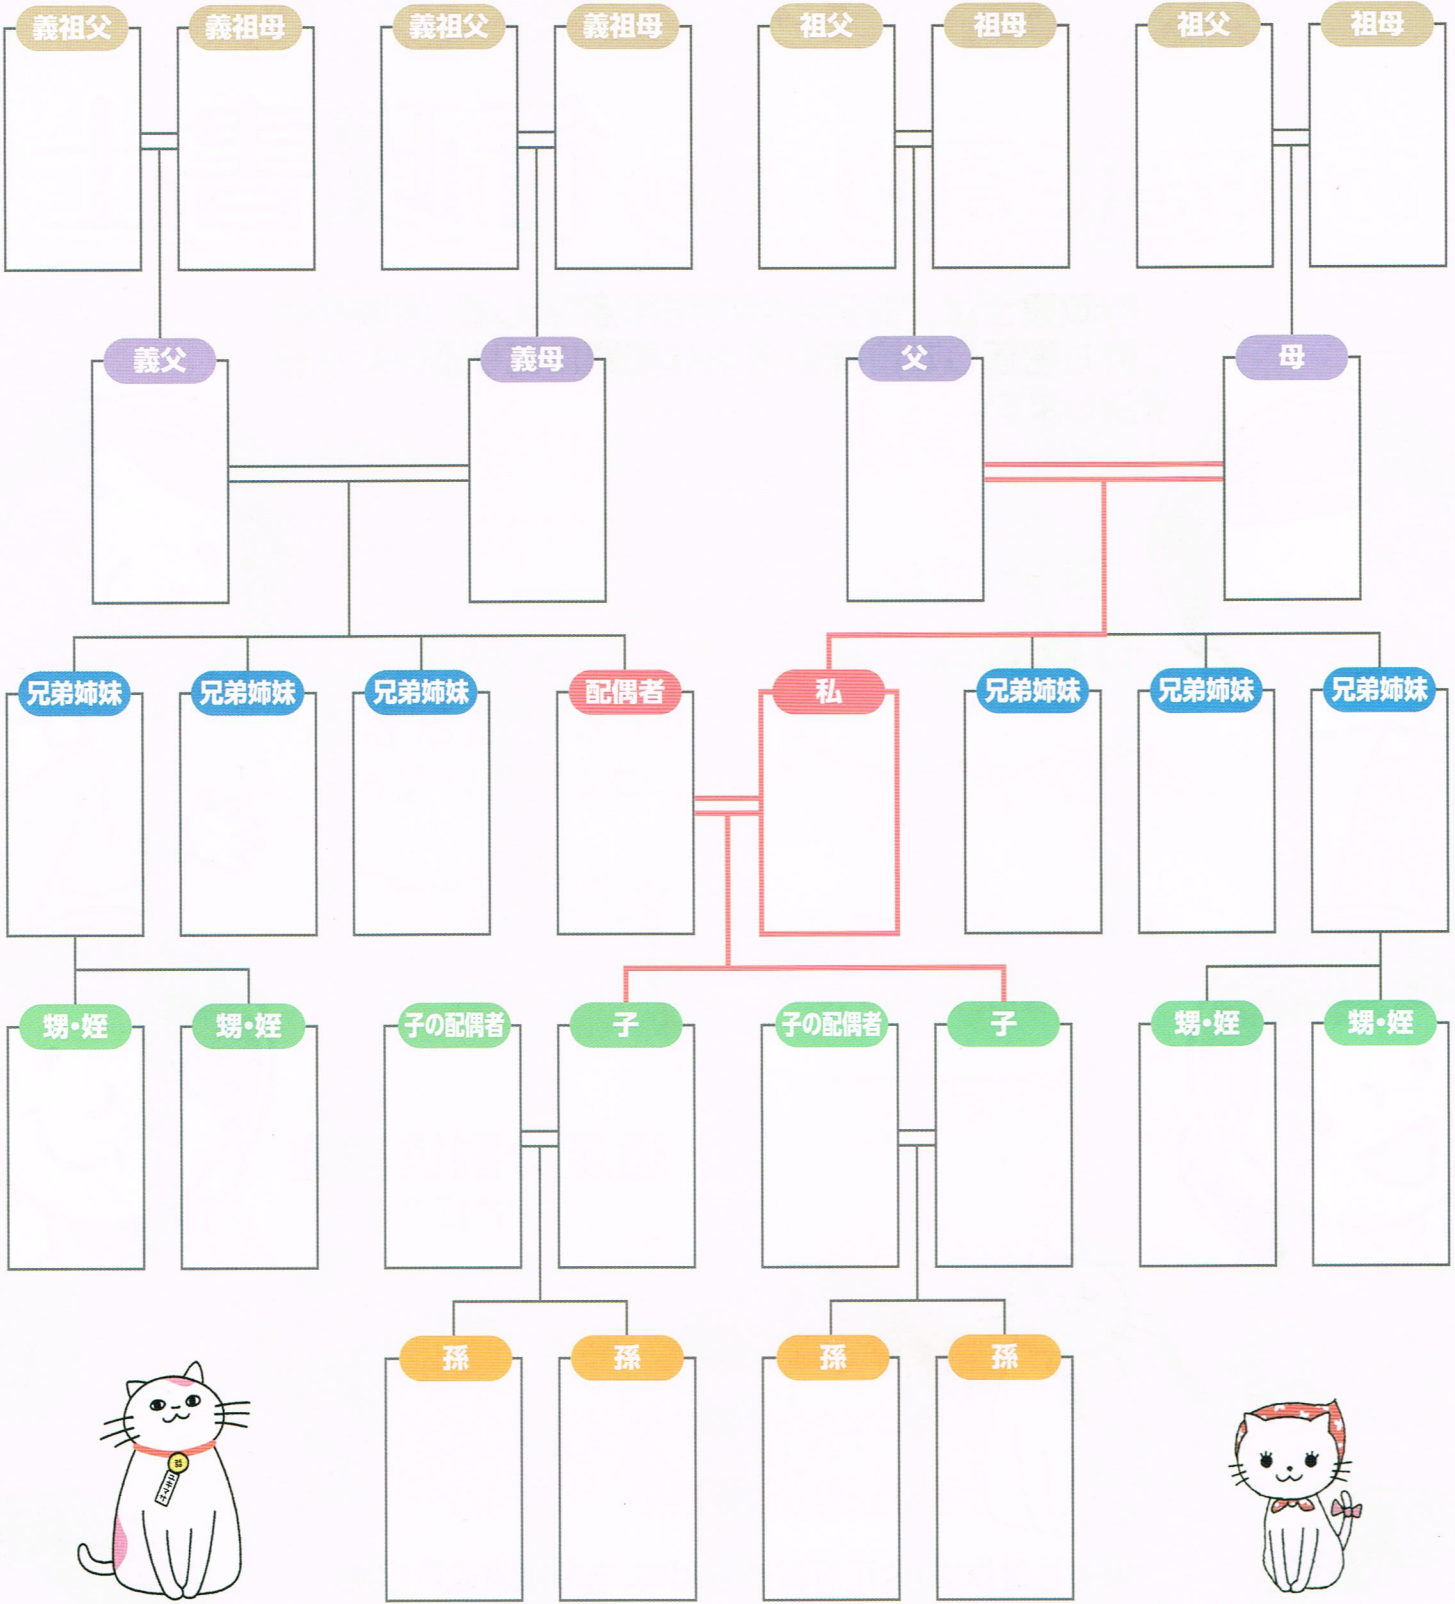 義祖父 義祖母 義祖父 義祖母 祖父 祖母 祖父 祖母
義父 義母 父 母
兄弟姉妹 兄弟姉妹 兄弟姉妹 配偶者 私 兄弟姉妹 兄弟姉妹 兄弟姉妹
甥・姪 甥・姪 子の配偶者 子 子の配偶者 子 甥・姪 甥・姪
孫 孫 孫 孫